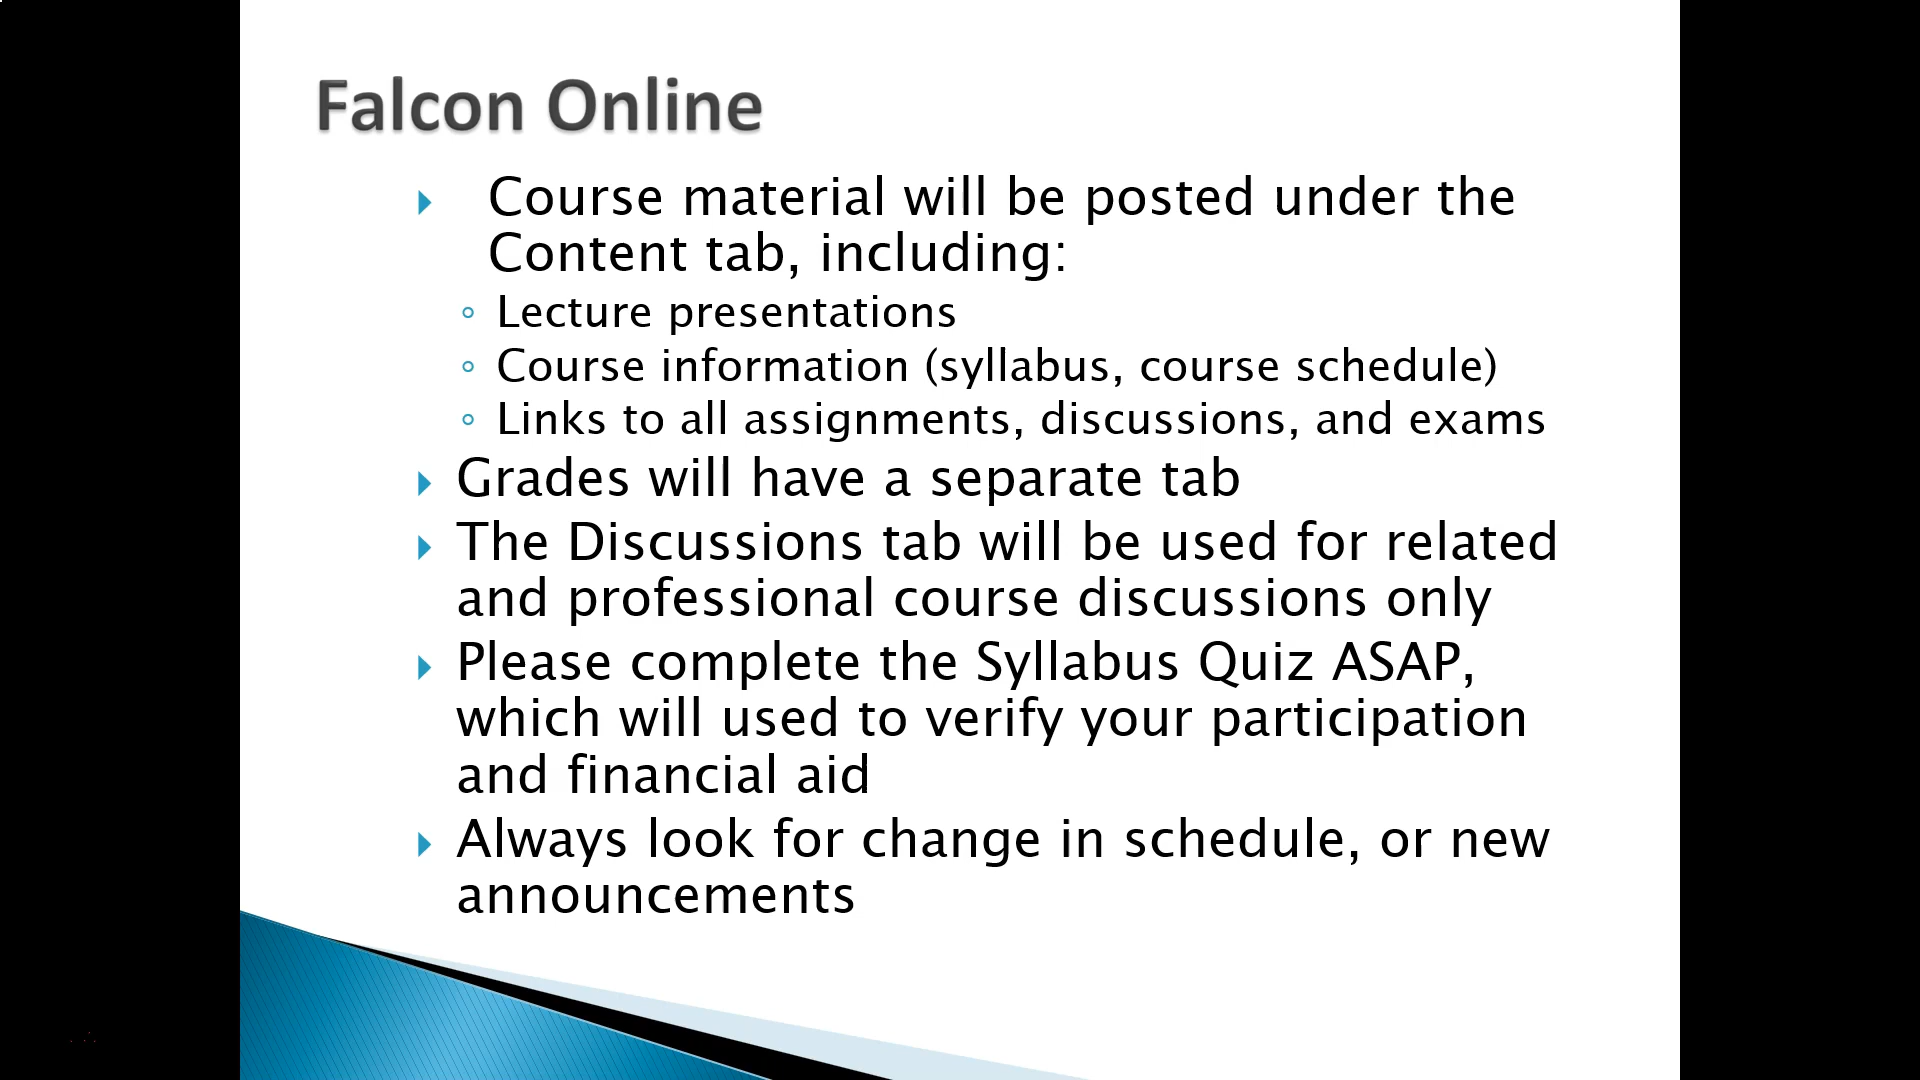 Falcon Online
Course material will be posted under the
Content tab, including:
Lecture presentations
Course information (syllabus, course schedule)
Links to all assignments, discussions, and exams
Grades will have a separate tab
The Discussions tab will be used for related
and professional course discussions only
Please complete the Syllabus Quiz ASAP,
which will used to verify your participation
and financial aid
Always look for change in schedule, or new
announcements